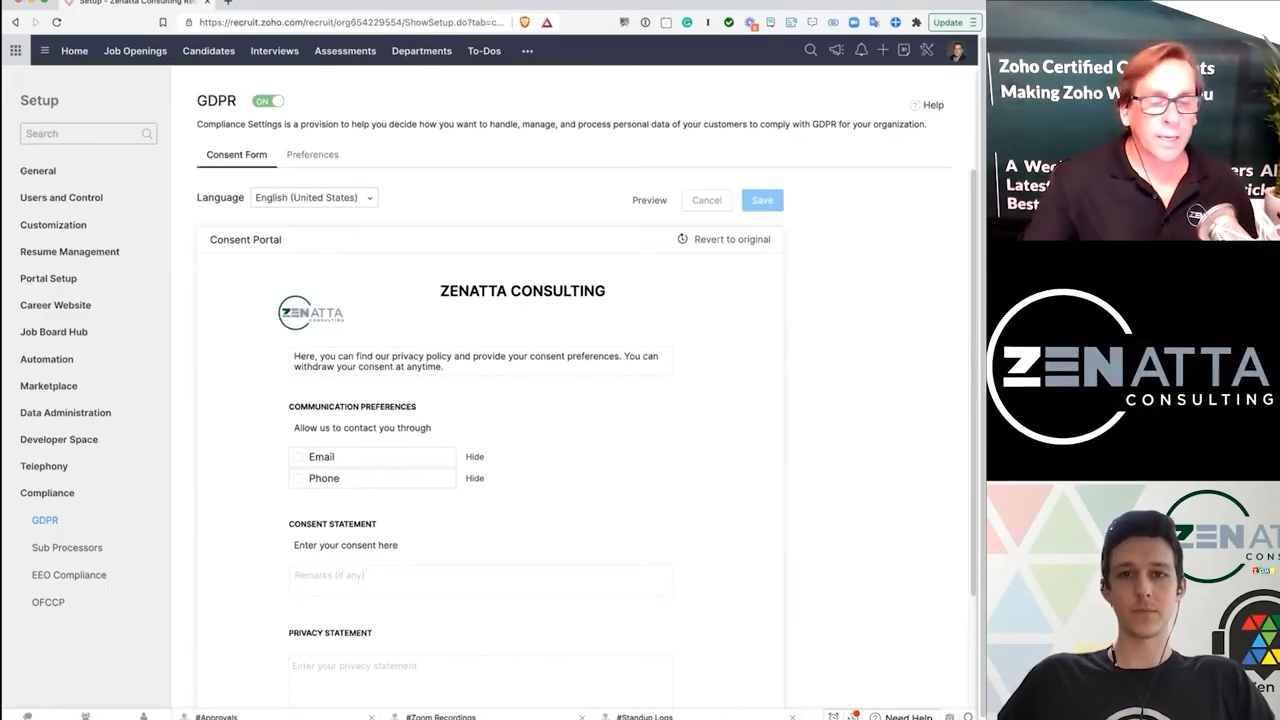 Setup - Zenatta Consulting Rec
https://recruit.zoho.com/recruit/org654229554/ShowSetup.do?tab=c...
Update
Home
Job Openings
Candidates
Interviews
Assessments
Departments
To-Dos
Setup
Search
General
Users and Control
Customization
Resume Management
Portal Setup
Career Website
Job Board Hub
Automation
Marketplace
Data Administration
Developer Space
Telephony
Compliance
GDPR
Sub Processors
EEO Compliance
OFCCP
GDPR
ON
Help
Compliance Settings is a provision to help you decide how you want to handle, manage, and process personal data of your customers to comply with GDPR for your organization.
Consent Form
Preferences
Language
English (United States)
Preview
Cancel
Save
Consent Portal
Revert to original
ZENATTA CONSULTING
ZENATTA
CONSULTING
Here, you can find our privacy policy and provide your consent preferences. You can
withdraw your consent at anytime.
COMMUNICATION PREFERENCES
Allow us to contact you through
Email
Hide
Phone
Hide
CONSENT STATEMENT
Enter your consent here
Remarks (if any)
PRIVACY STATEMENT
Enter your privacy statement
#Approvals
#Zoom Recordings
#Standup Logs
Need Help
Zoho Certified
Making Zoho
A
Best
ZENATTA
CONSULTING